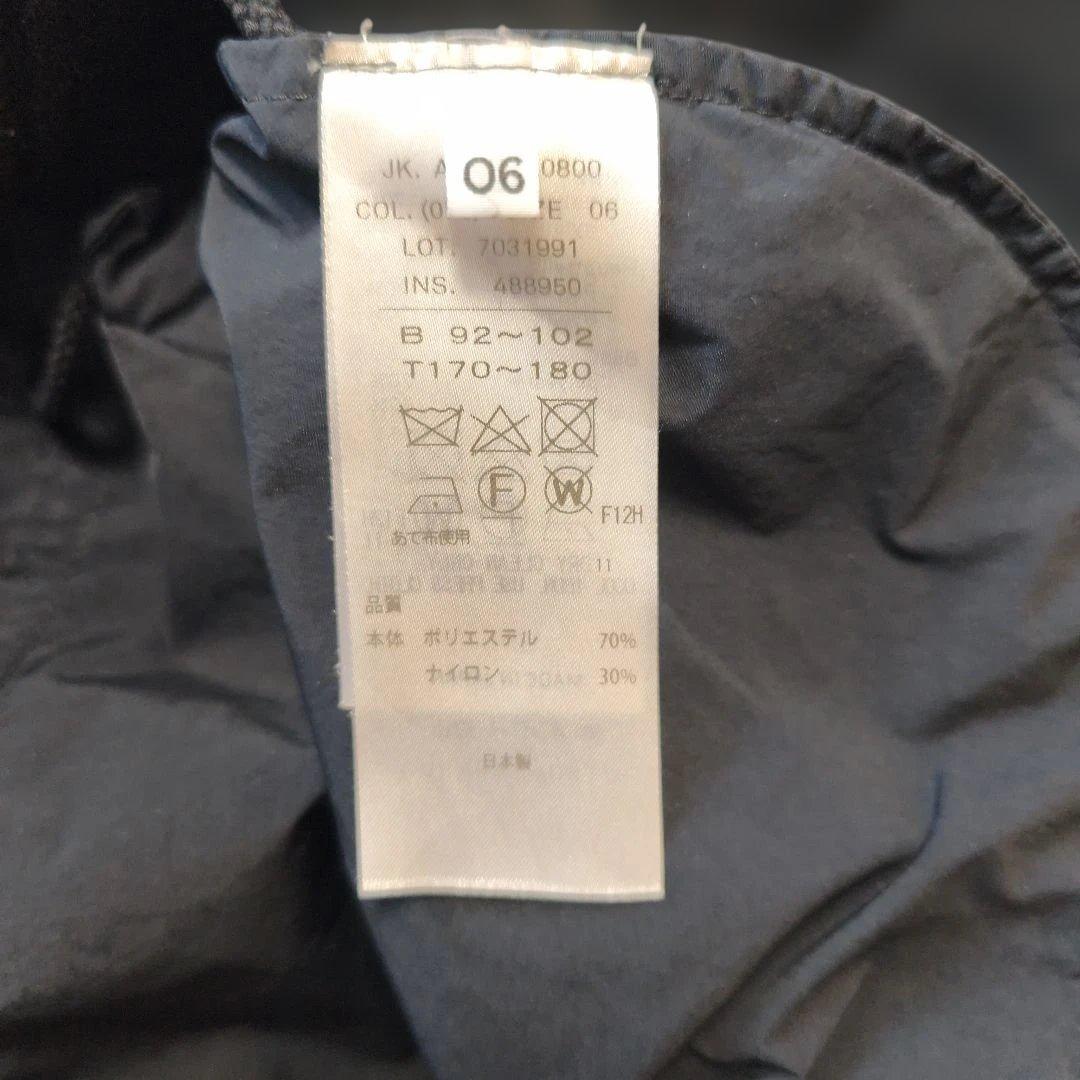 JK. A 0800
06
COL. (0 E 06
LOT. 7031991
INS. 488950
B 92～102
T170～180
F
W
F12H
あて布使用
11
品質
本体 ポリエステル 70%
ナイロン 30%
日本製